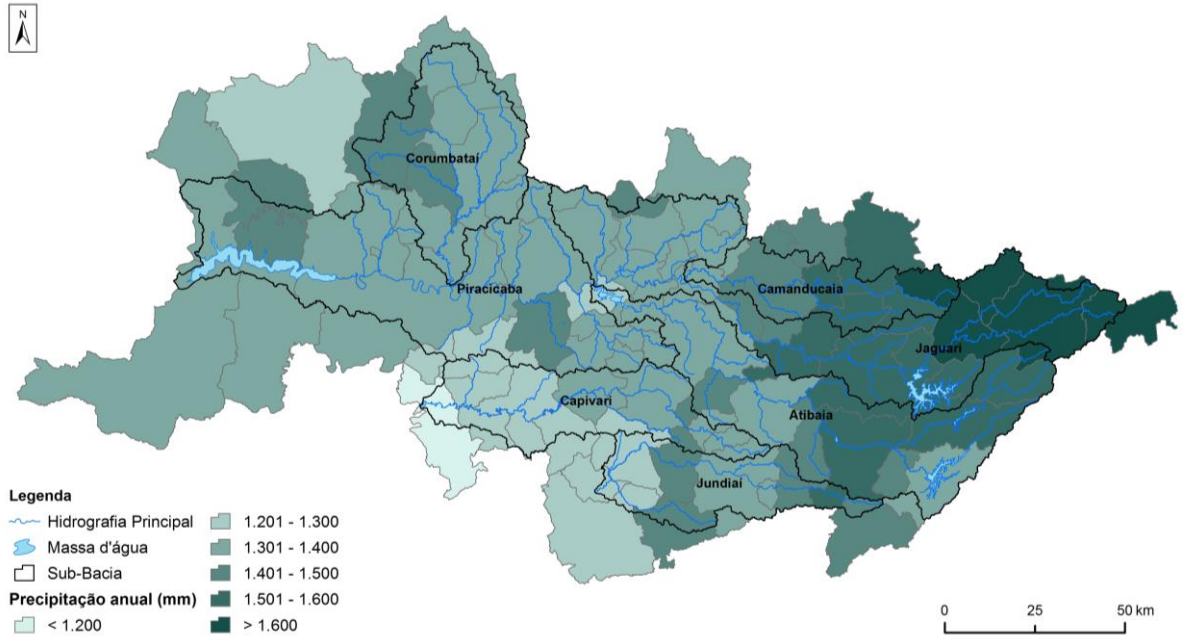 N
Corumbataí
Piracicaba
Camanducaia
Jaguari
Capivari
Atibaia
Jundiaí
Legenda
Hidrografia Principal
Massa d'água
Sub-Bacia
Precipitação anual (mm)
< 1.200
1.201 - 1.300
1.301 - 1.400
1.401 - 1.500
1.501 - 1.600
> 1.600
0 25 50 km